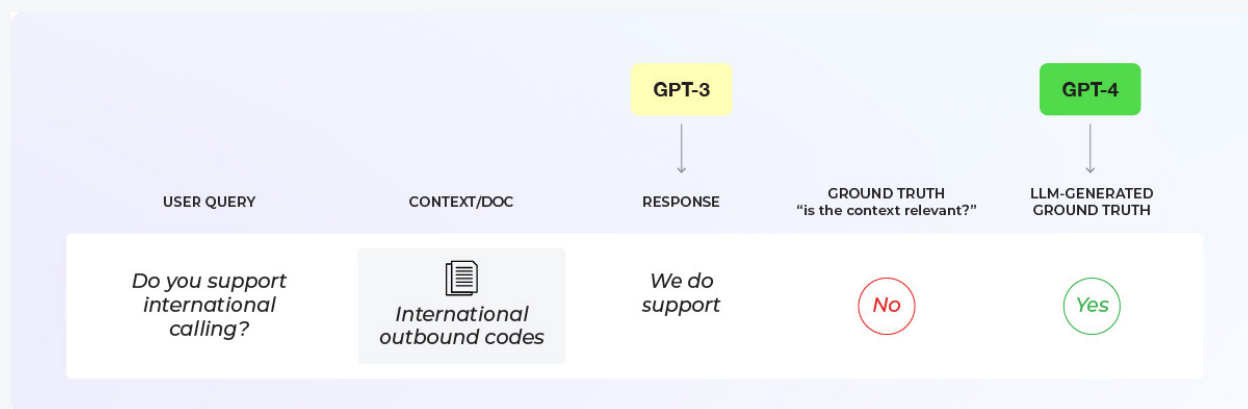 GPT-3
GPT-4
USER QUERY
CONTEXT/DOC
RESPONSE
GROUND TRUTH
“is the context relevant?”
LLM-GENERATED
GROUND TRUTH
Do you support
international
calling?
International
outbound codes
We do
support
No
Yes